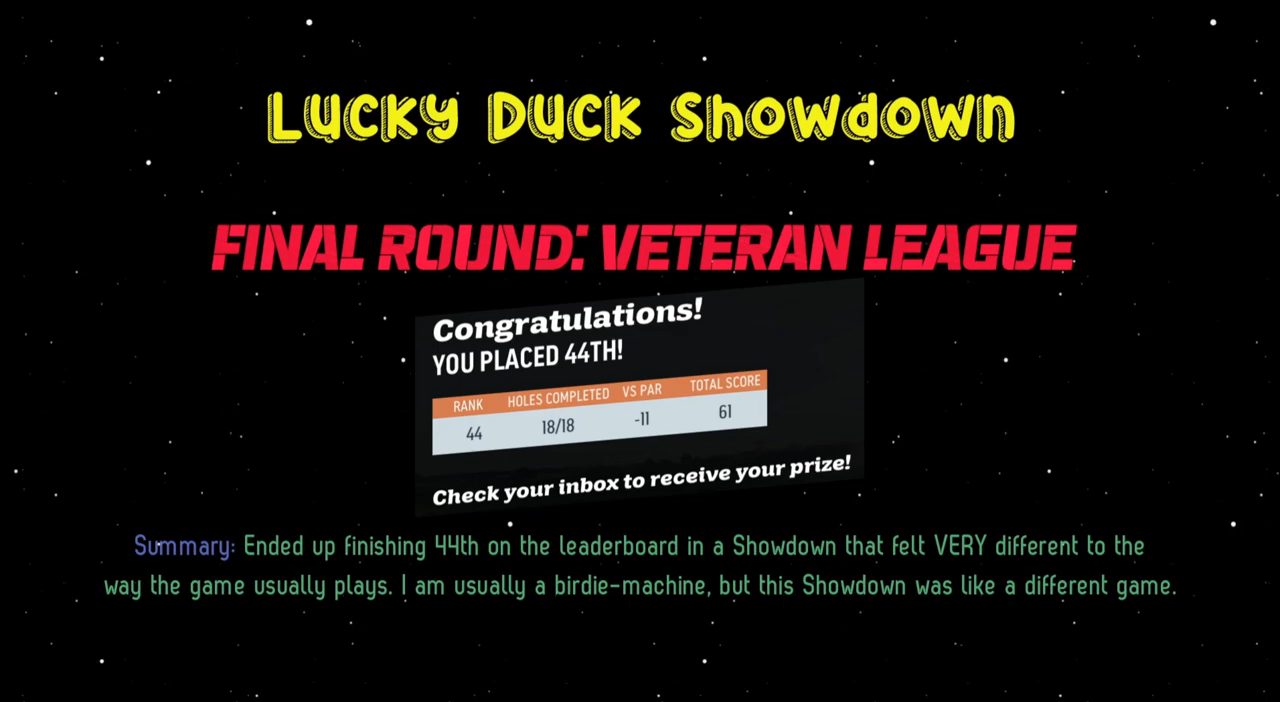 Lucky Duck Showdown
FINAL ROUND: VETERAN LEAGUE
Congratulations!
YOU PLACED 44TH!
RANK HOLES COMPLETED VS PAR TOTAL SCORE
44 18/18 -11 61
Check your inbox to receive your prize!
Summary: Ended up finishing 44th on the leaderboard in a Showdown that felt VERY different to the
way the game usually plays. I am usually a birdie-machine, but this Showdown was like a different game.